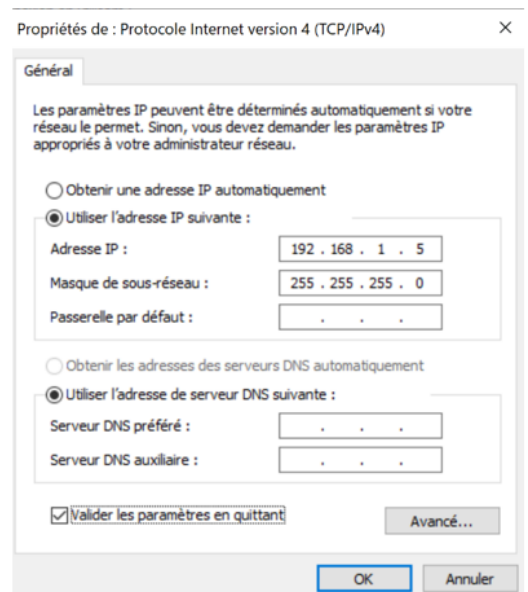 Propriétés de : Protocole Internet version 4 (TCP/IPv4)
Général
Les paramètres IP peuvent être déterminés automatiquement si votre
réseau le permet. Sinon, vous devez demander les paramètres IP
appropriés à votre administrateur réseau.
Obtenir une adresse IP automatiquement
Utiliser l'adresse IP suivante :
Adresse IP : 192 . 168 . 1 . 5
Masque de sous-réseau : 255 . 255 . 255 . 0
Passerelle par défaut : . . .
Obtenir les adresses des serveurs DNS automatiquement
Utiliser l'adresse de serveur DNS suivante :
Serveur DNS préféré : . . .
Serveur DNS auxiliaire : . . .
Valider les paramètres en quittant
Avancé...
OK Annuler